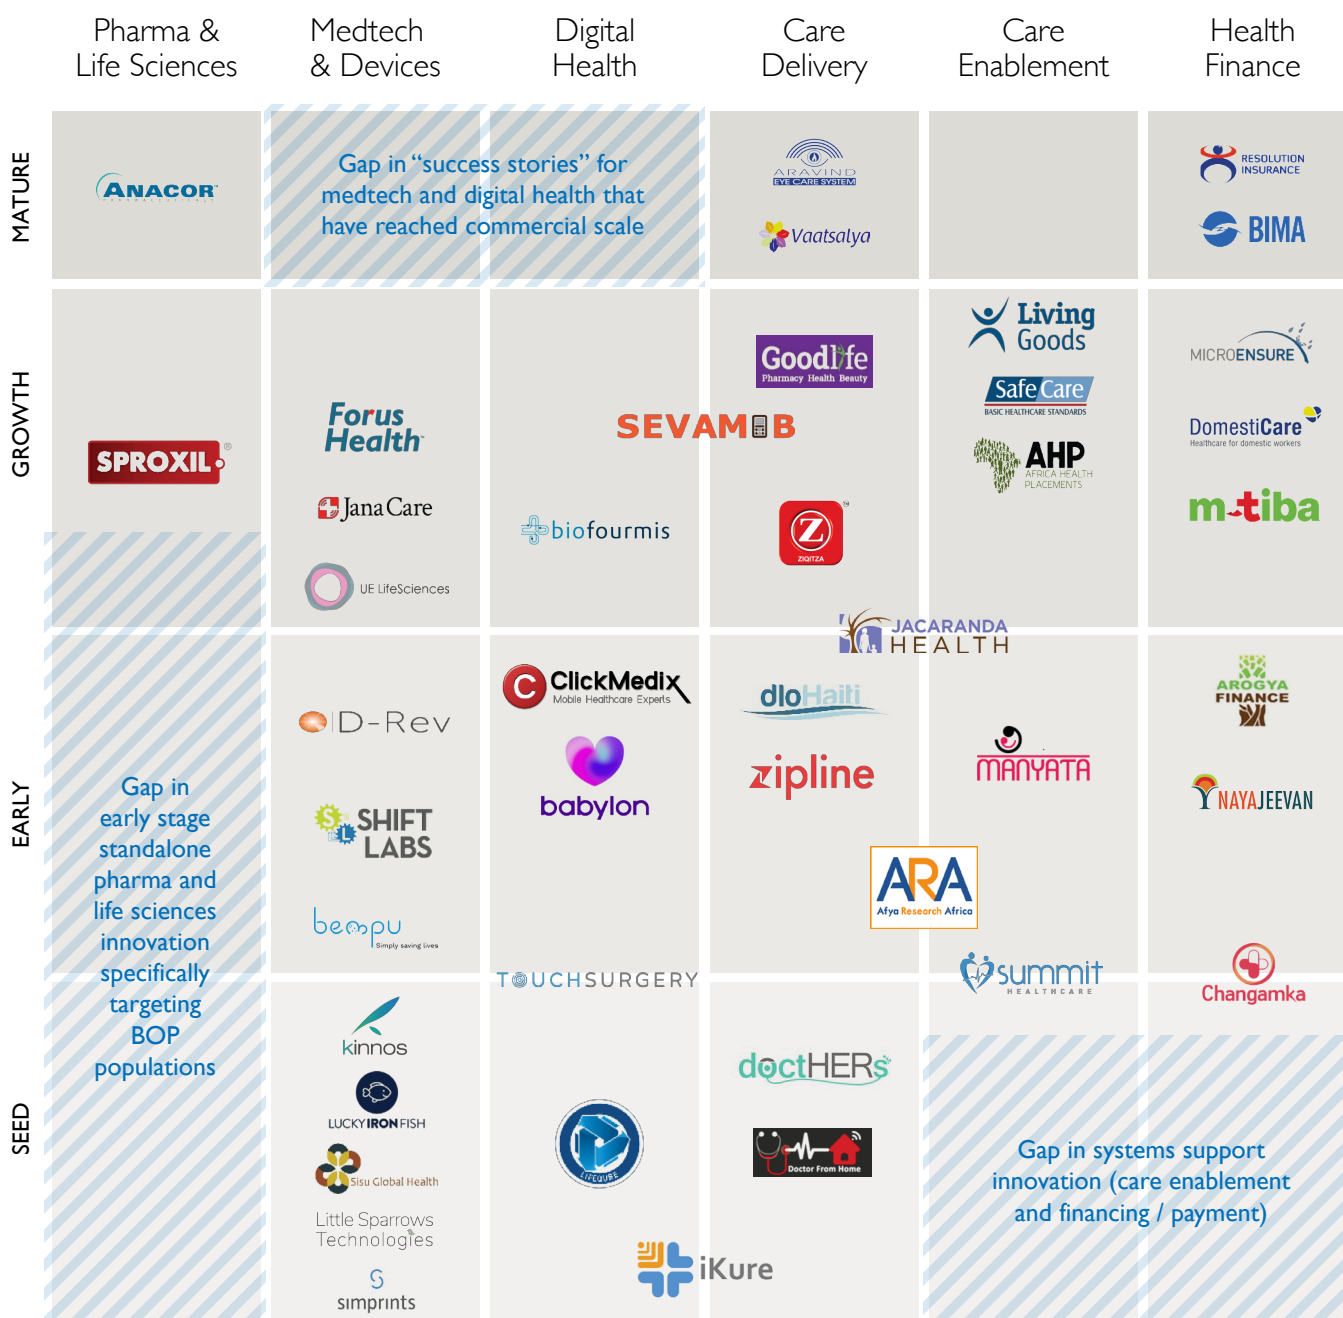 Pharma &
Life Sciences
Medtech
& Devices
Digital
Health
Care
Delivery
Care
Enablement
Health
Finance
MATURE
ANACOR™
PHARMACEUTICALS
Gap in “success stories” for
medtech and digital health that
have reached commercial scale
ARAVIND
EYE CARE SYSTEM
Vaatsalya
RESOLUTION
INSURANCE
BIMA
GROWTH
SPROXIL®
Forus
Health™
Jana Care
UE LifeSciences
SEVAMOB
biofourmis
Goodlife
Pharmacy Health Beauty
Z
ZIQITZA
™
Living
Goods
SafeCare
BASIC HEALTHCARE STANDARDS
AHP
AFRICA HEALTH
PLACEMENTS
MICROENSURE
DomestiCare
Healthcare for domestic workers
m-tiba
JACARANDA
HEALTH
EARLY
Gap in
early stage
standalone
pharma and
life sciences
innovation
specifically
targeting
BOP
populations
D-Rev
S
L
SHIFT
LABS
bempu
Simply saving lives
C
ClickMedix
Mobile Healthcare Experts
babylon
TOUCHSURGERY
dloHaiti
zipline
ARA
Afya Research Africa
MANYATA
summit
HEALTHCARE
AROGYA
FINANCE
NAYAJEEVAN
Changamka
SEED
kinnos
LUCKY IRON FISH
Sisu Global Health
Little Sparrows
Technologies
S
simprints
LIFEQUBE
iKure
doctHERs
Doctor From Home
Gap in systems support
innovation (care enablement
and financing / payment)